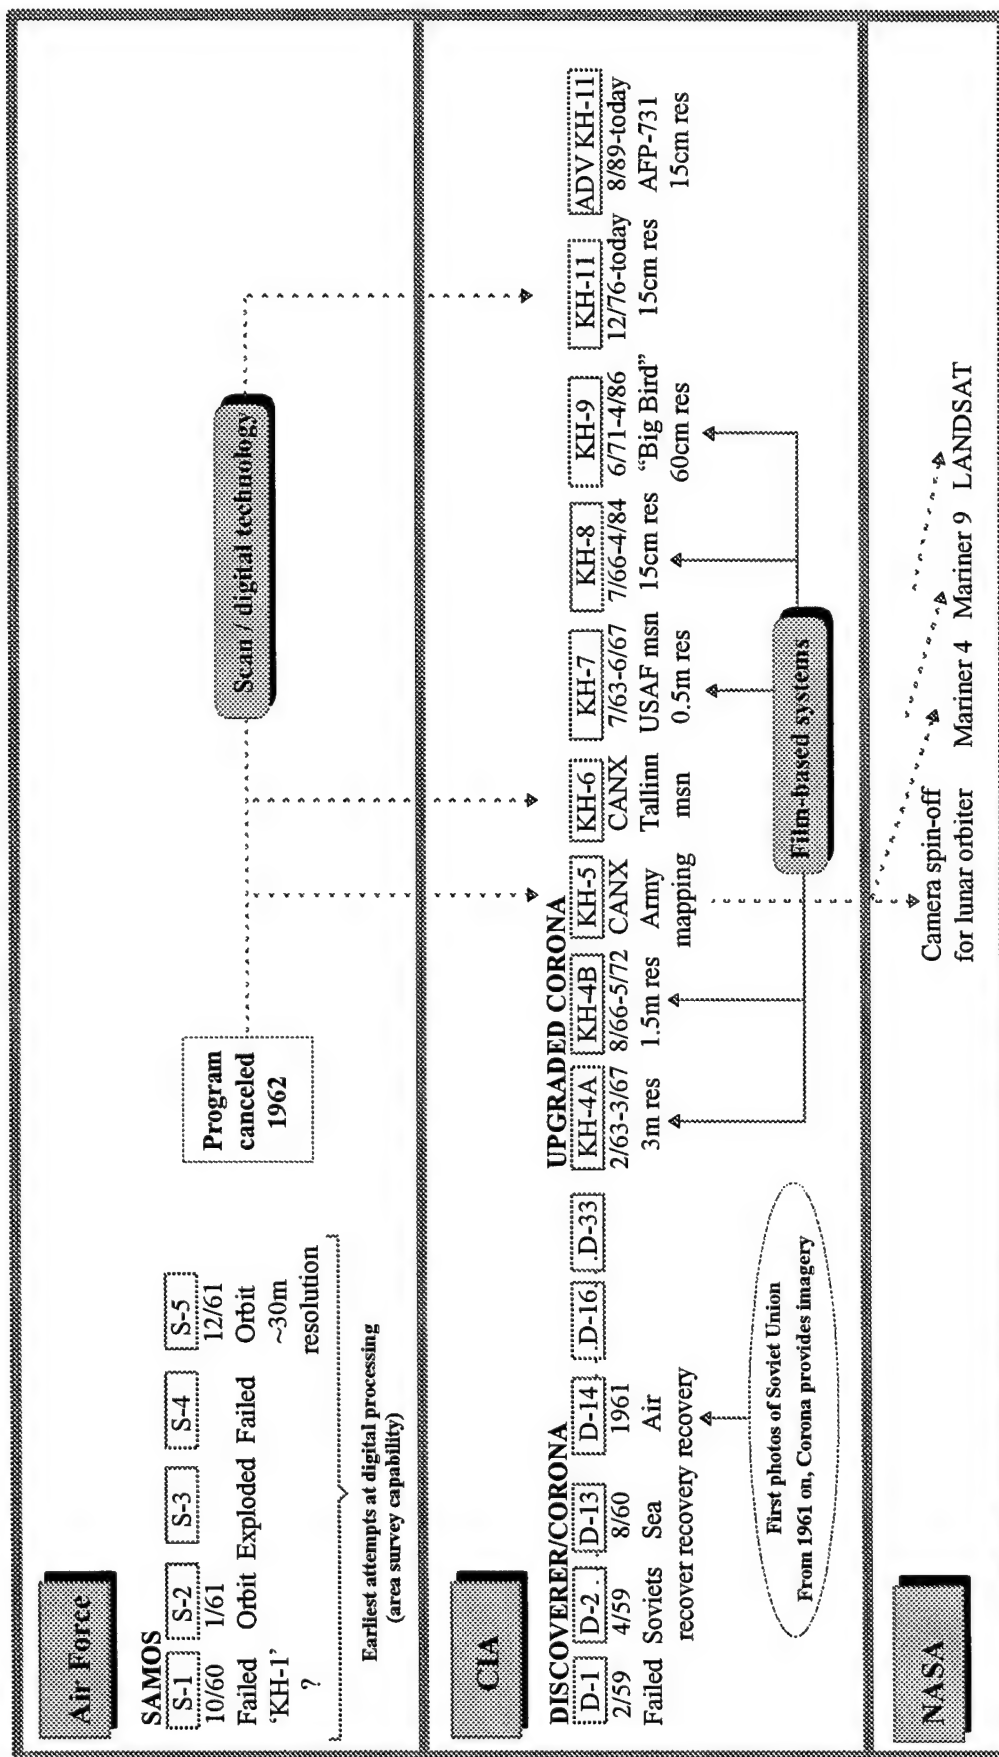 Air Force
SAMOS
S-1 S-2 S-3 S-4 S-5
10/60 1/61 12/61
Failed Orbit Exploded Failed Orbit
‘KH-1’ ~30m
? resolution
Earliest attempts at digital processing
(area survey capability)
Program
canceled
1962
Scan / digital technology
CIA
DISCOVERER/CORONA
D-1 D-2 D-13 D-14 D-16 D-33
2/59 4/59 8/60 1961
Failed Soviets Sea Air
recover recovery recovery
First photos of Soviet Union
From 1961 on, Corona provides imagery
UPGRADED CORONA
KH-4A KH-4B KH-5 KH-6 KH-7 KH-8 KH-9 KH-11 ADV KH-11
2/63-3/67 8/66-5/72 CANX CANX 7/63-6/67 7/66-4/84 6/71-4/86 12/76-today 8/89-today
3m res 1.5m res Army Tallinn USAF msn 15cm res “Big Bird” 15cm res AFP-731
mapping msn 0.5m res 60cm res 15cm res
Film-based systems
NASA
Camera spin-off
for lunar orbiter Mariner 4 Mariner 9 LANDSAT